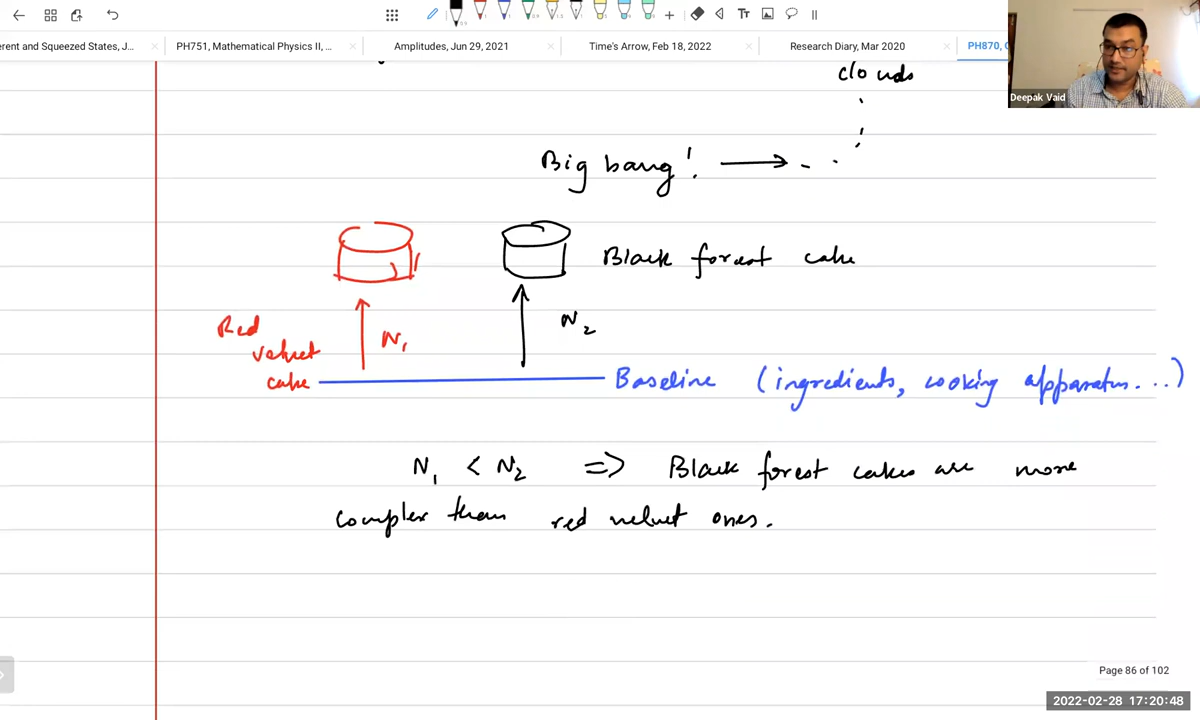 erent and Squeezed States, J...
PH751, Mathematical Physics II, ...
Amplitudes, Jun 29, 2021
Time's Arrow, Feb 18, 2022
Research Diary, Mar 2020
PH870,
Deepak Vaid
clouds
Big bang! ⟶ . . .
Black forest cake
Red velvet cake
N₁
N₂
Baseline (ingredients, cooking apparatus...)
N₁ < N₂ => Black forest cakes are more
complex than red velvet ones.
Page 86 of 102
2022-02-28 17:20:48